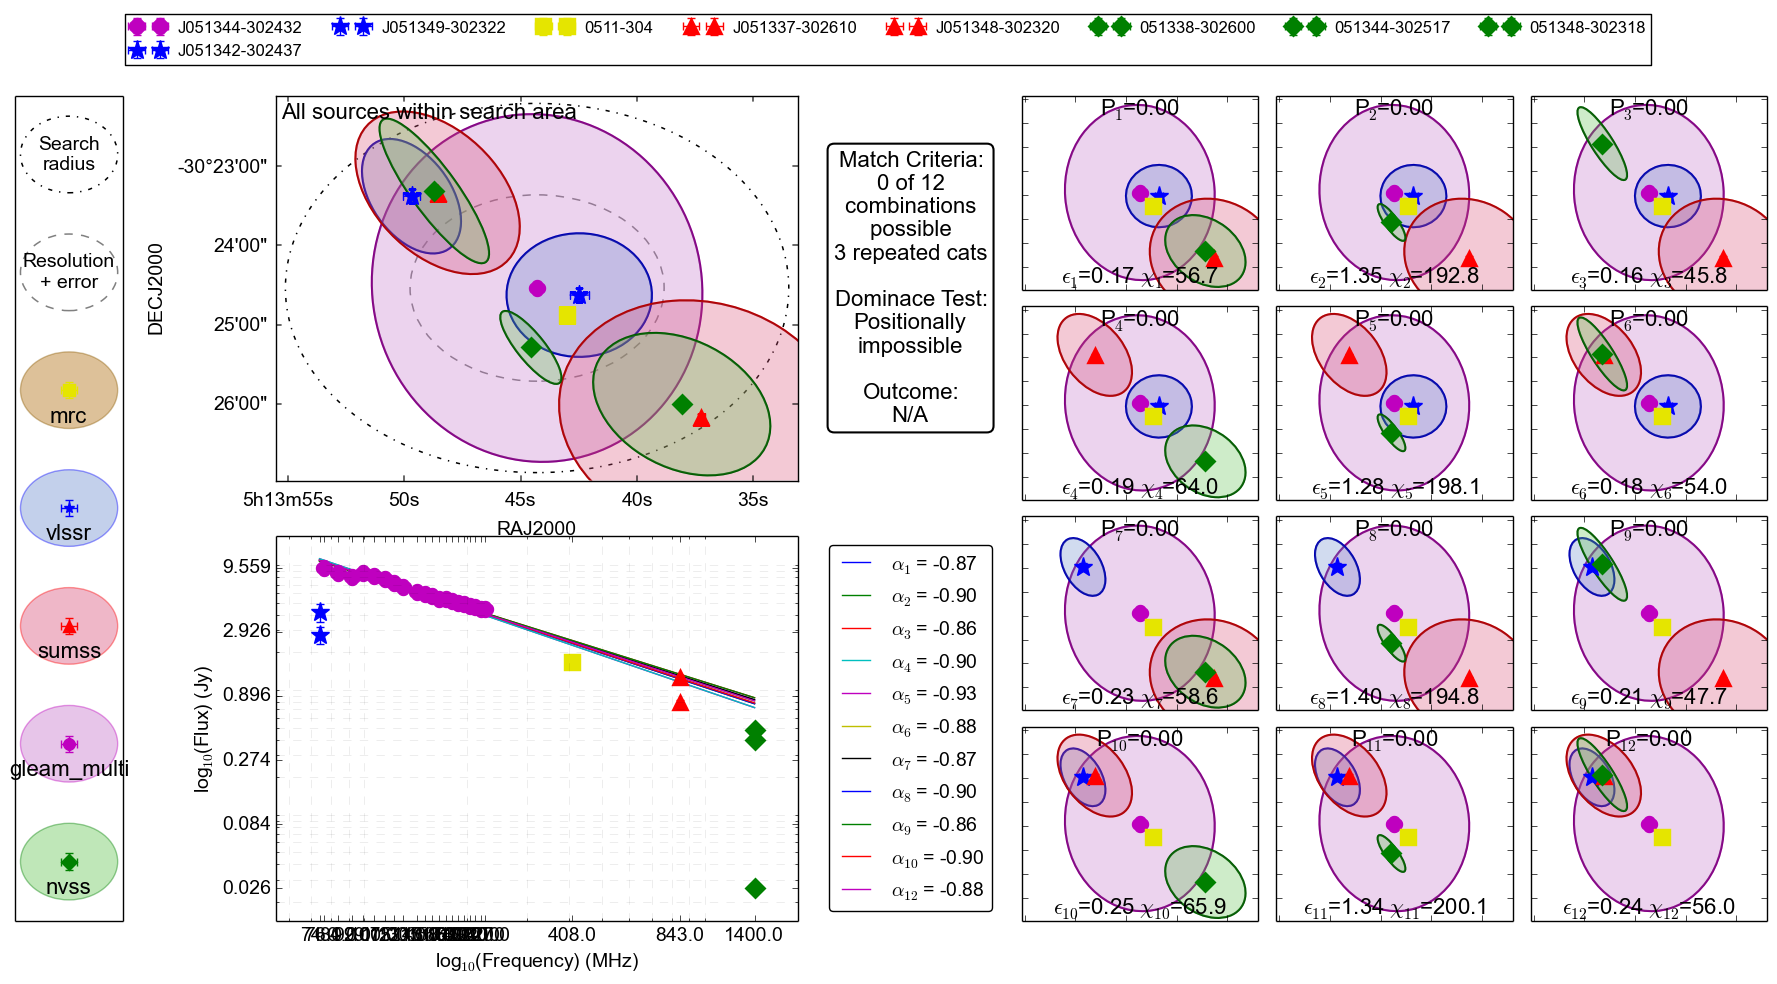 J051344-302432 J051349-302322 0511-304 J051337-302610 J051348-302320 051338-302600 051344-302517 051348-302318
J051342-302437
Search
radius
Resolution
+ error
mrc
vlssr
sumss
gleam_multi
nvss
All sources within search area
DECJ2000
-30°23'00"
24'00"
25'00"
26'00"
5h13m55s 50s 45s 40s 35s
RAJ2000
Match Criteria:
0 of 12
combinations
possible
3 repeated cats
Dominace Test:
Positionally
impossible
Outcome:
N/A
log10(Flux) (Jy)
9.559
2.926
0.896
0.274
0.084
0.026
408.0 843.0 1400.0
log10(Frequency) (MHz)
α1 = -0.87
α2 = -0.90
α3 = -0.86
α4 = -0.90
α5 = -0.93
α6 = -0.88
α7 = -0.87
α8 = -0.90
α9 = -0.86
α10 = -0.90
α12 = -0.88
P1=0.00
ϵ1=0.17 χ1=56.7
P2=0.00
ϵ2=1.35 χ2=192.8
P3=0.00
ϵ3=0.16 χ3=45.8
P4=0.00
ϵ4=0.19 χ4=64.0
P5=0.00
ϵ5=1.28 χ5=198.1
P6=0.00
ϵ6=0.18 χ6=54.0
P7=0.00
ϵ7=0.23 χ7=58.6
P8=0.00
ϵ8=1.40 χ8=194.8
P9=0.00
ϵ9=0.21 χ9=47.7
P10=0.00
ϵ10=0.25 χ10=65.9
P11=0.00
ϵ11=1.34 χ11=200.1
P12=0.00
ϵ12=0.24 χ12=56.0